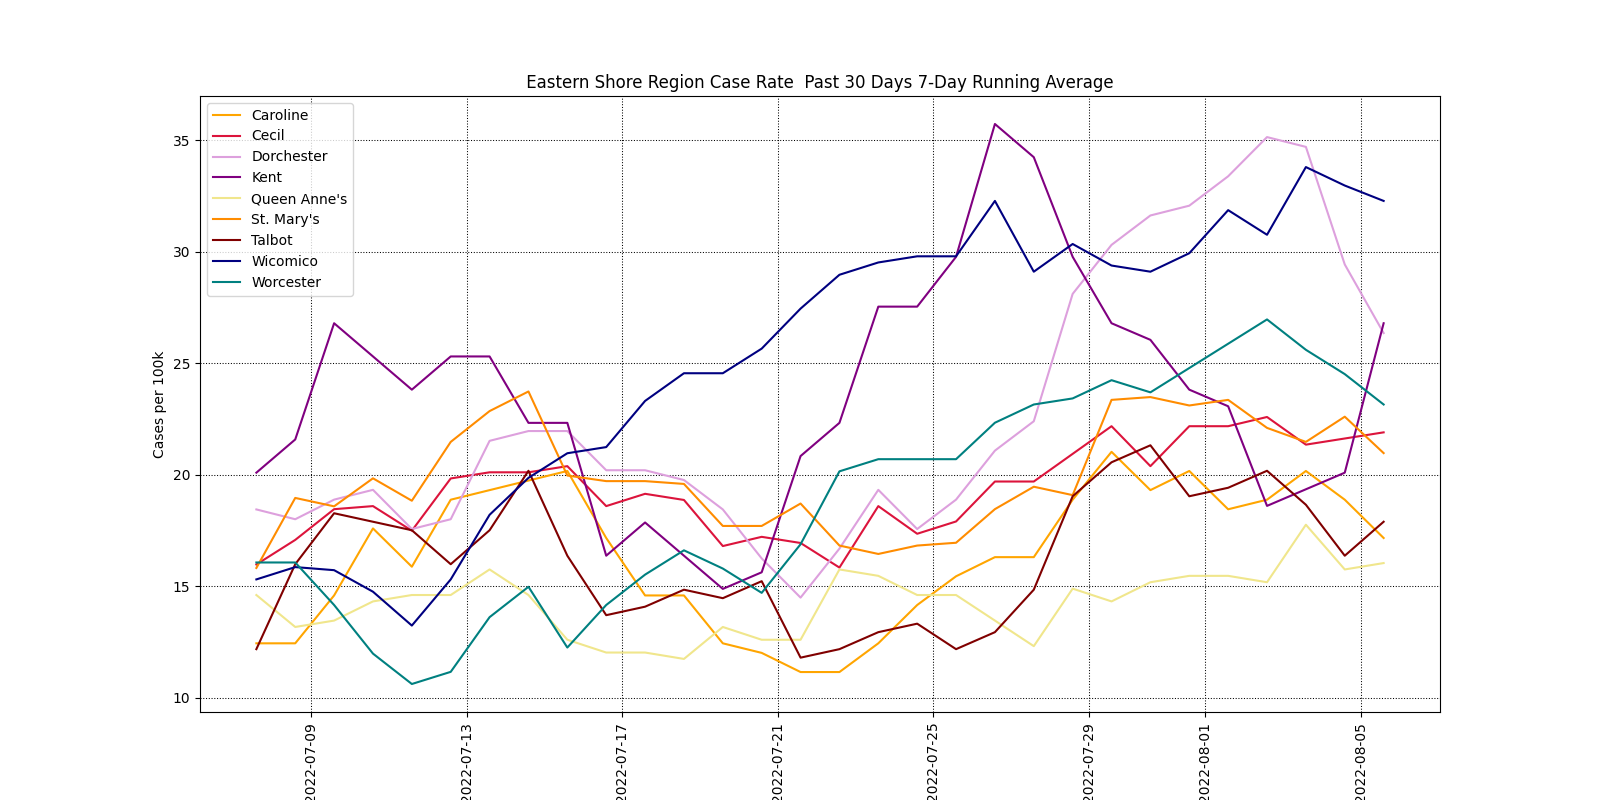 Eastern Shore Region Case Rate  Past 30 Days 7-Day Running Average
Caroline
Cecil
Dorchester
Kent
Queen Anne's
St. Mary's
Talbot
Wicomico
Worcester
Cases per 100k
35
30
25
20
15
10
2022-07-09
2022-07-13
2022-07-17
2022-07-21
2022-07-25
2022-07-29
2022-08-01
2022-08-05